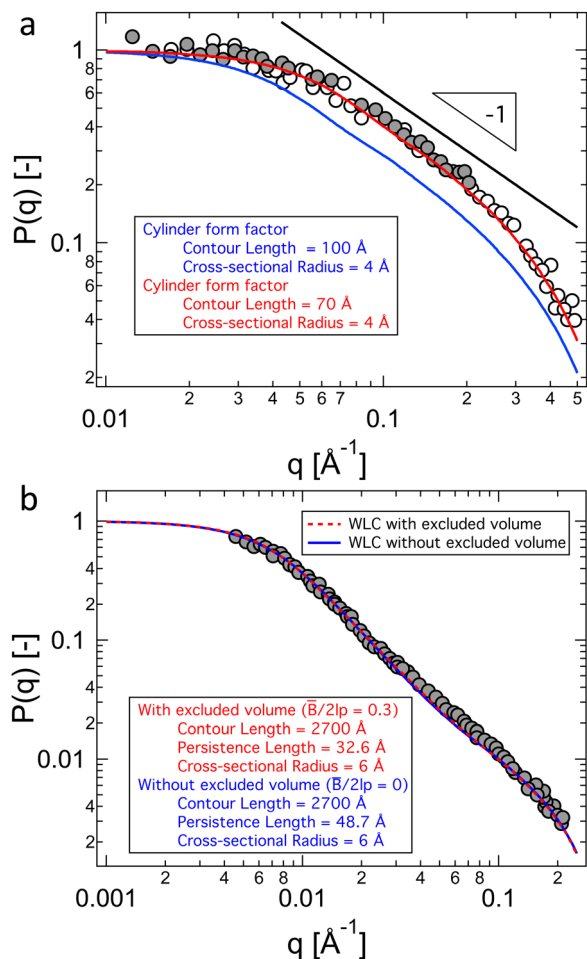 a
1
8
6
4
2
0.1
8
6
4
2
P(q) [-]
-1
Cylinder form factor
Contour Length = 100 Å
Cross-sectional Radius = 4 Å
Cylinder form factor
Contour Length = 70 Å
Cross-sectional Radius = 4 Å
0.01 2 3 4 5 6 7 0.1 2 3 4 5
q [Å-1]
b
1
6
4
2
0.1
6
4
2
0.01
6
4
2
P(q) [-]
WLC with excluded volume
WLC without excluded volume
With excluded volume (B̅/2lp = 0.3)
Contour Length = 2700 Å
Persistence Length = 32.6 Å
Cross-sectional Radius = 6 Å
Without excluded volume (B̅/2lp = 0)
Contour Length = 2700 Å
Persistence Length = 48.7 Å
Cross-sectional Radius = 6 Å
0.001 2 4 6 8 0.01 2 4 6 8 0.1 2
q [Å-1]